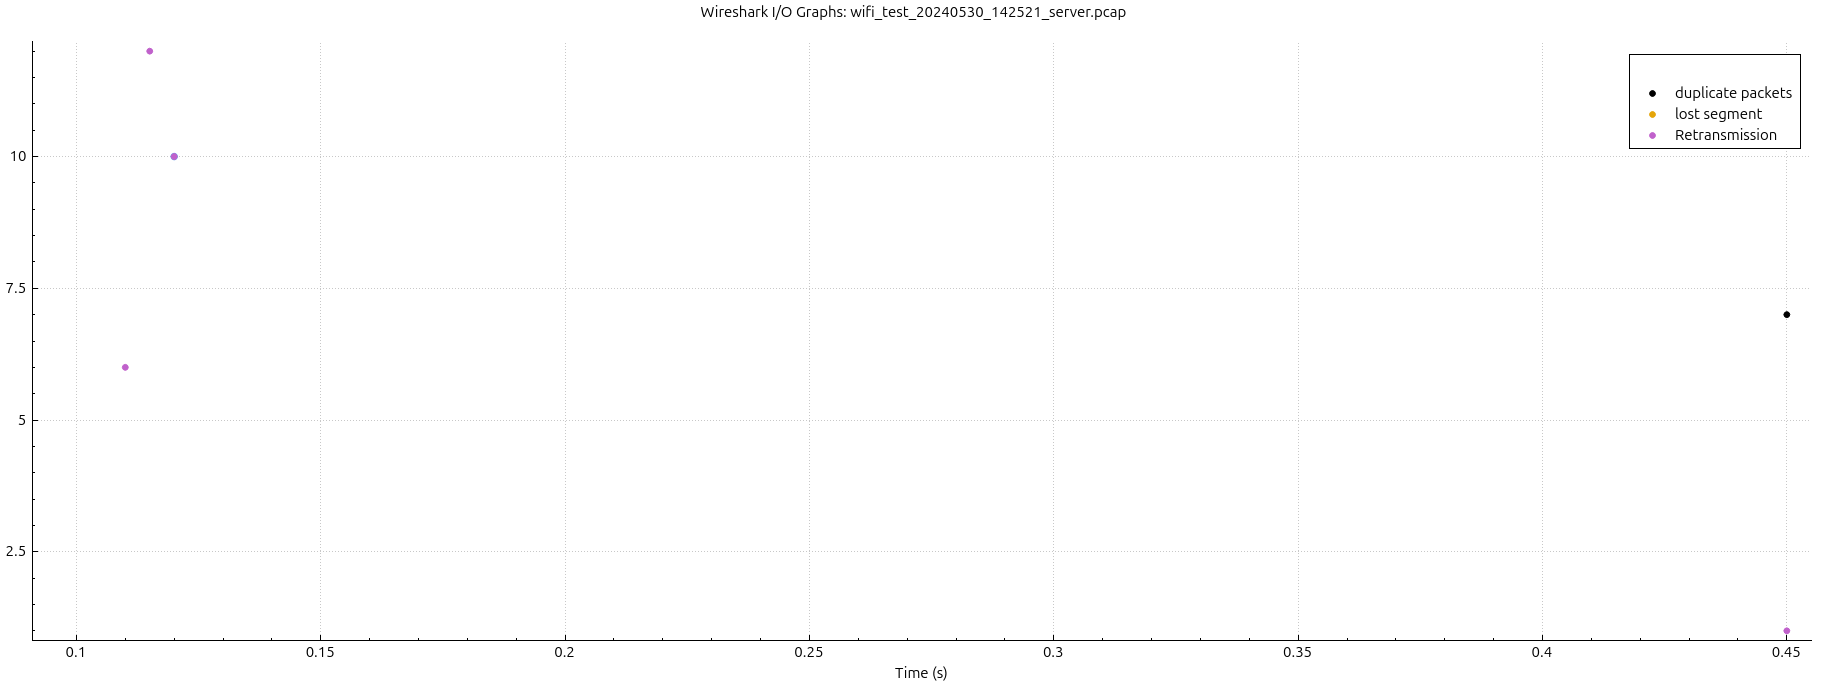 Wireshark I/O Graphs: wifi_test_20240530_142521_server.pcap
duplicate packets
lost segment
Retransmission
10
7.5
5
2.5
0.1 0.15 0.2 0.25 0.3 0.35 0.4 0.45
Time (s)